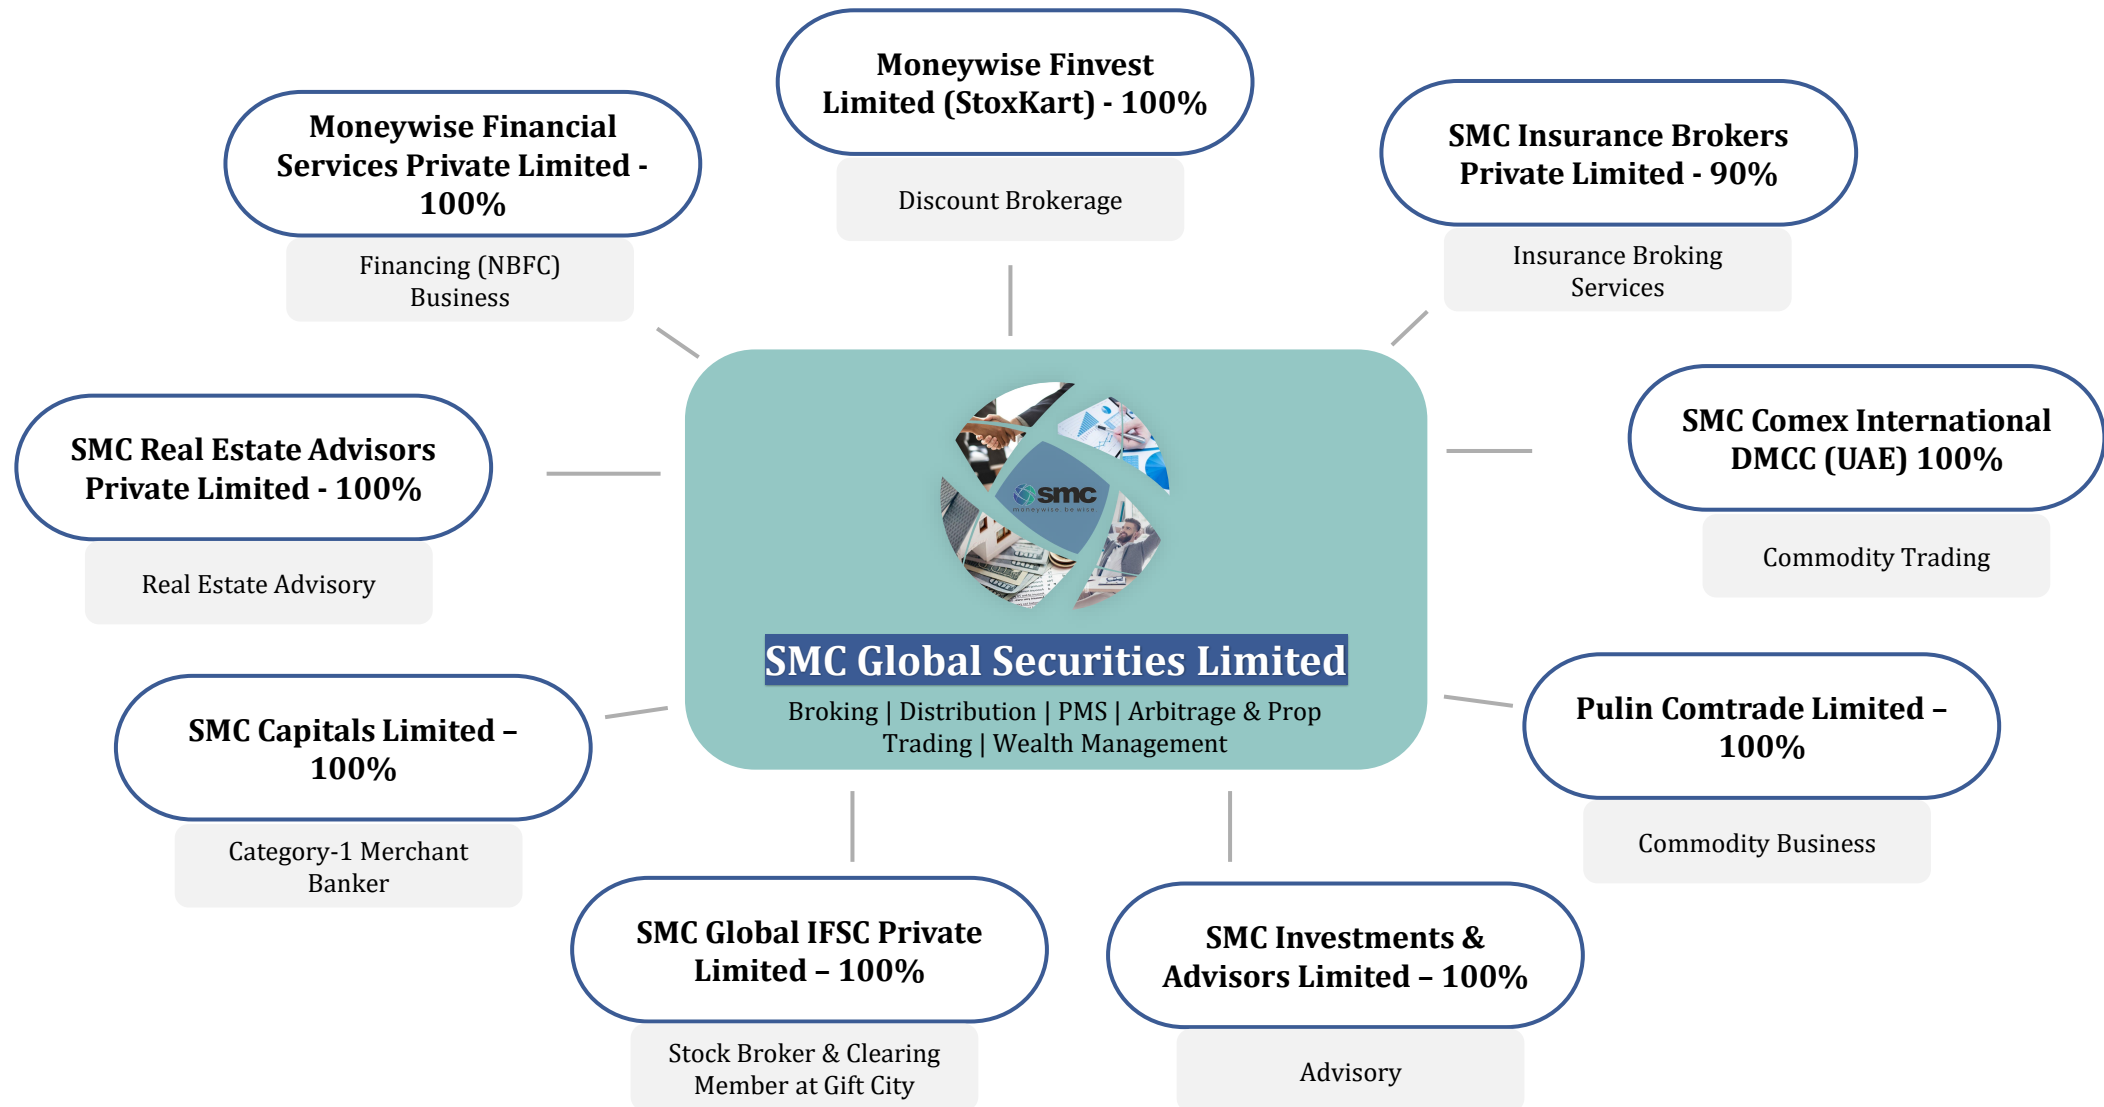 Moneywise Finvest
Limited (StoxKart) - 100%
Discount Brokerage
Moneywise Financial
Services Private Limited -
100%
Financing (NBFC)
Business
SMC Insurance Brokers
Private Limited - 90%
Insurance Broking
Services
SMC Real Estate Advisors
Private Limited - 100%
Real Estate Advisory
SMC Comex International
DMCC (UAE) 100%
Commodity Trading
smc
moneywise. be wise.
SMC Global Securities Limited
Broking | Distribution | PMS | Arbitrage & Prop
Trading | Wealth Management
SMC Capitals Limited –
100%
Category-1 Merchant
Banker
Pulin Comtrade Limited –
100%
Commodity Business
SMC Global IFSC Private
Limited – 100%
Stock Broker & Clearing
Member at Gift City
SMC Investments &
Advisors Limited – 100%
Advisory